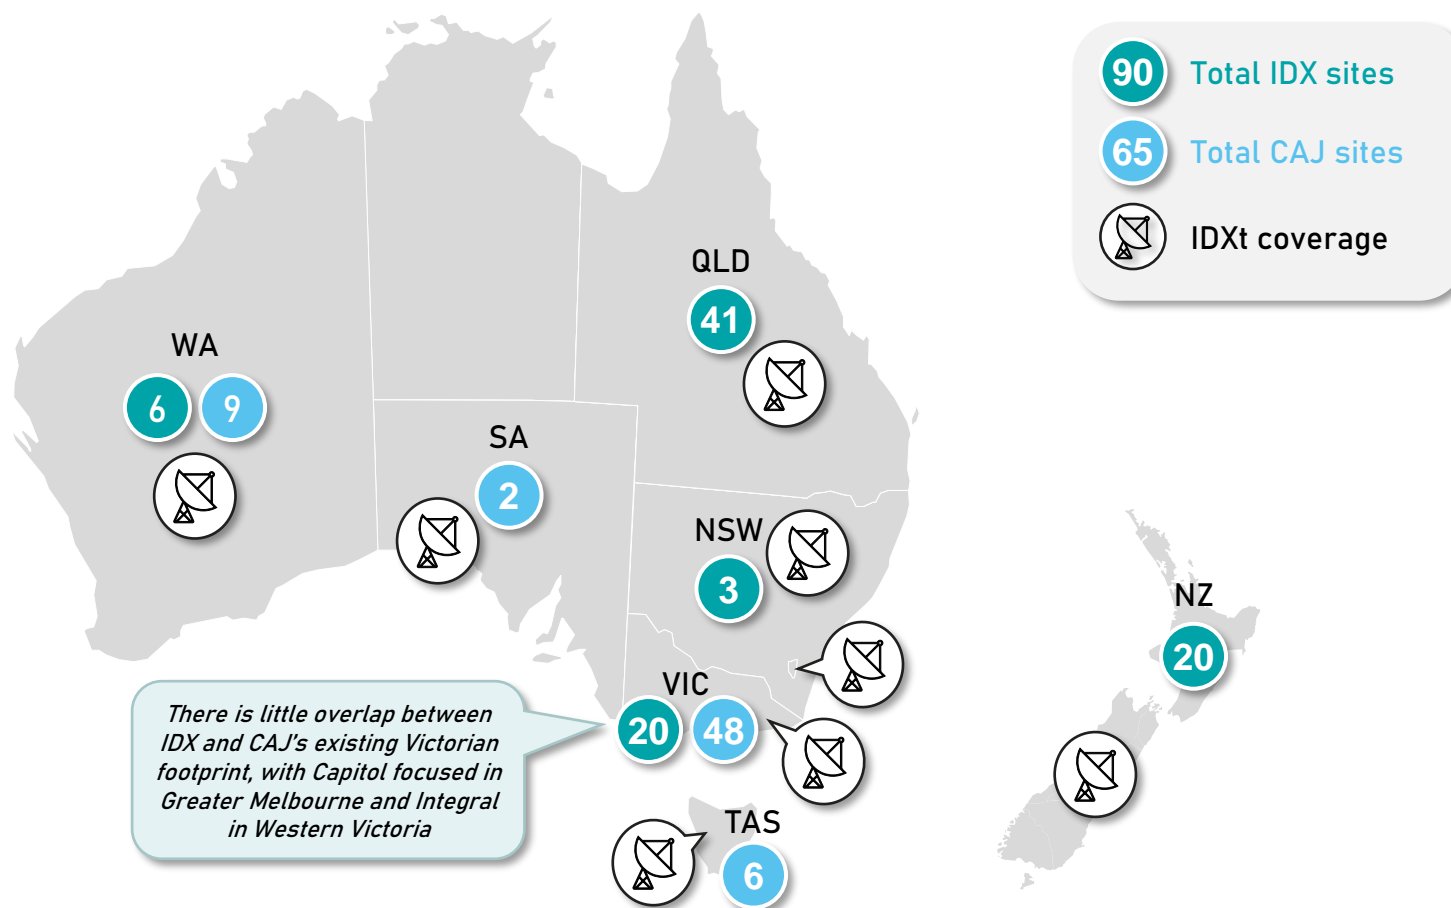 90 Total IDX sites
65 Total CAJ sites
IDXt coverage
QLD
41
WA
6 9
SA
2
NSW
3
NZ
20
VIC
20 48
There is little overlap between
IDX and CAJ's existing Victorian
footprint, with Capitol focused in
Greater Melbourne and Integral
in Western Victoria
TAS
6